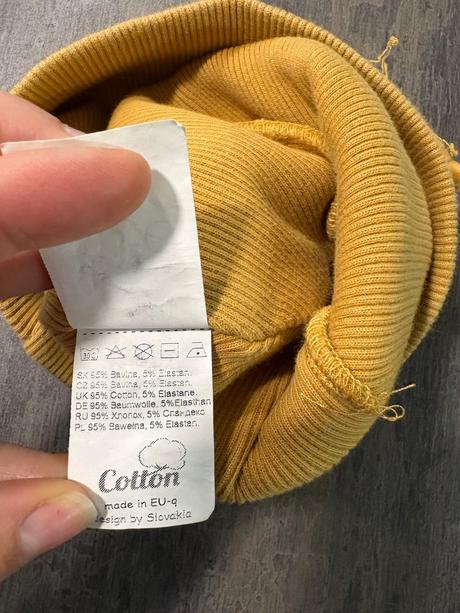 30
SK 95% Bavlna, 5% Elastan.
CZ 95% Bavlna, 5% Elastan.
UK 95% Cotton, 5% Elastane.
DE 95% Baumwolle, 5%Elasthan
RU 95% Хлопок, 5% Спандекс
PL 95% Bawełna, 5% Elastan.
Cotton
made in EU-q
design by Slovakia